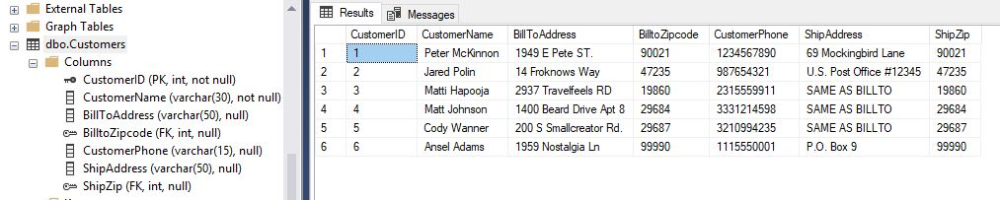 External Tables
Graph Tables
dbo.Customers
Columns
CustomerID (PK, int, not null)
CustomerName (varchar(30), not null)
BillToAddress (varchar(50), null)
BilltoZipcode (FK, int, null)
CustomerPhone (varchar(15), null)
ShipAddress (varchar(50), null)
ShipZip (FK, int, null)
Results Messages
CustomerID CustomerName BillToAddress BilltoZipcode CustomerPhone ShipAddress ShipZip
1 1 Peter McKinnon 1949 E Pete ST. 90021 1234567890 69 Mockingbird Lane 90021
2 2 Jared Polin 14 Froknows Way 47235 987654321 U.S. Post Office #12345 47235
3 3 Matti Hapooja 2937 Travelfeels RD 19860 2315559911 SAME AS BILLTO 19860
4 4 Matt Johnson 1400 Beard Drive Apt 8 29684 3331214598 SAME AS BILLTO 29684
5 5 Cody Wanner 200 S Smallcreator Rd. 29687 3210994235 SAME AS BILLTO 29687
6 6 Ansel Adams 1959 Nostalgia Ln 99990 1115550001 P.O. Box 9 99990